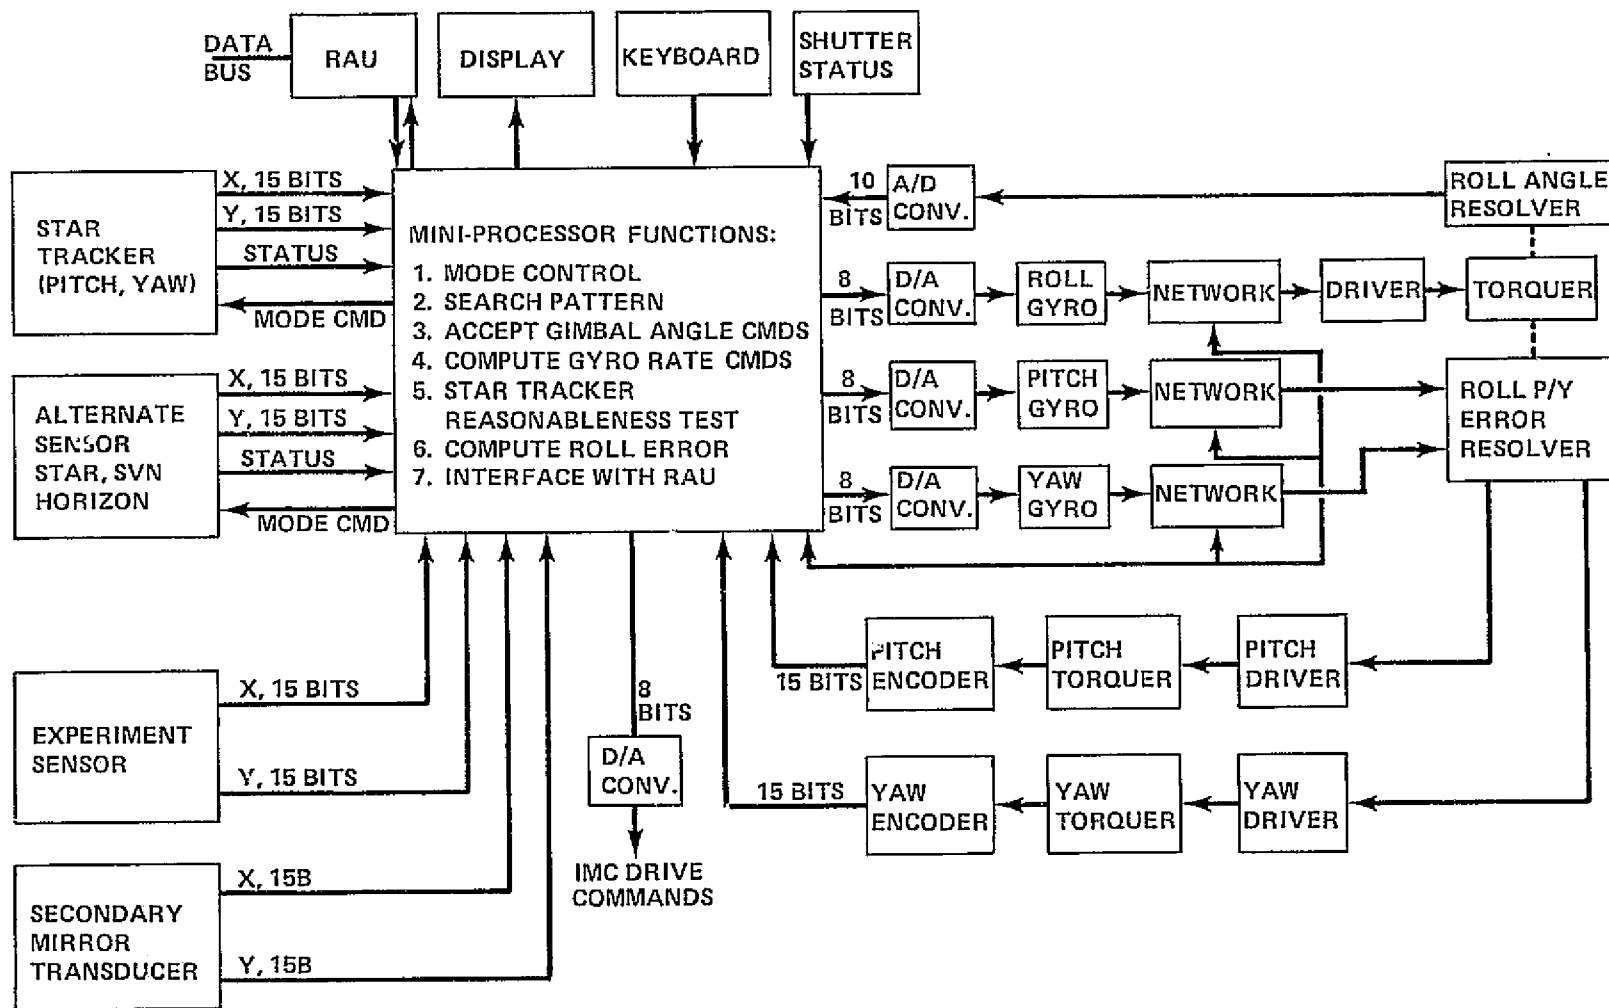 DATA
BUS
RAU
DISPLAY
KEYBOARD
SHUTTER
STATUS
STAR
TRACKER
(PITCH, YAW)
X, 15 BITS
Y, 15 BITS
STATUS
MODE CMD
ALTERNATE
SENSOR
STAR, SVN
HORIZON
X, 15 BITS
Y, 15 BITS
STATUS
MODE CMD
MINI-PROCESSOR FUNCTIONS:
1. MODE CONTROL
2. SEARCH PATTERN
3. ACCEPT GIMBAL ANGLE CMDS
4. COMPUTE GYRO RATE CMDS
5. STAR TRACKER
REASONABLENESS TEST
6. COMPUTE ROLL ERROR
7. INTERFACE WITH RAU
10
BITS
A/D
CONV.
ROLL ANGLE
RESOLVER
8
BITS
D/A
CONV.
ROLL
GYRO
NETWORK
DRIVER
TORQUER
8
BITS
D/A
CONV.
PITCH
GYRO
NETWORK
ROLL P/Y
ERROR
RESOLVER
8
BITS
D/A
CONV.
YAW
GYRO
NETWORK
EXPERIMENT
SENSOR
X, 15 BITS
Y, 15 BITS
8
BITS
D/A
CONV.
IMC DRIVE
COMMANDS
15 BITS
PITCH
ENCODER
PITCH
TORQUER
PITCH
DRIVER
15 BITS
YAW
ENCODER
YAW
TORQUER
YAW
DRIVER
SECONDARY
MIRROR
TRANSDUCER
X, 15B
Y, 15B